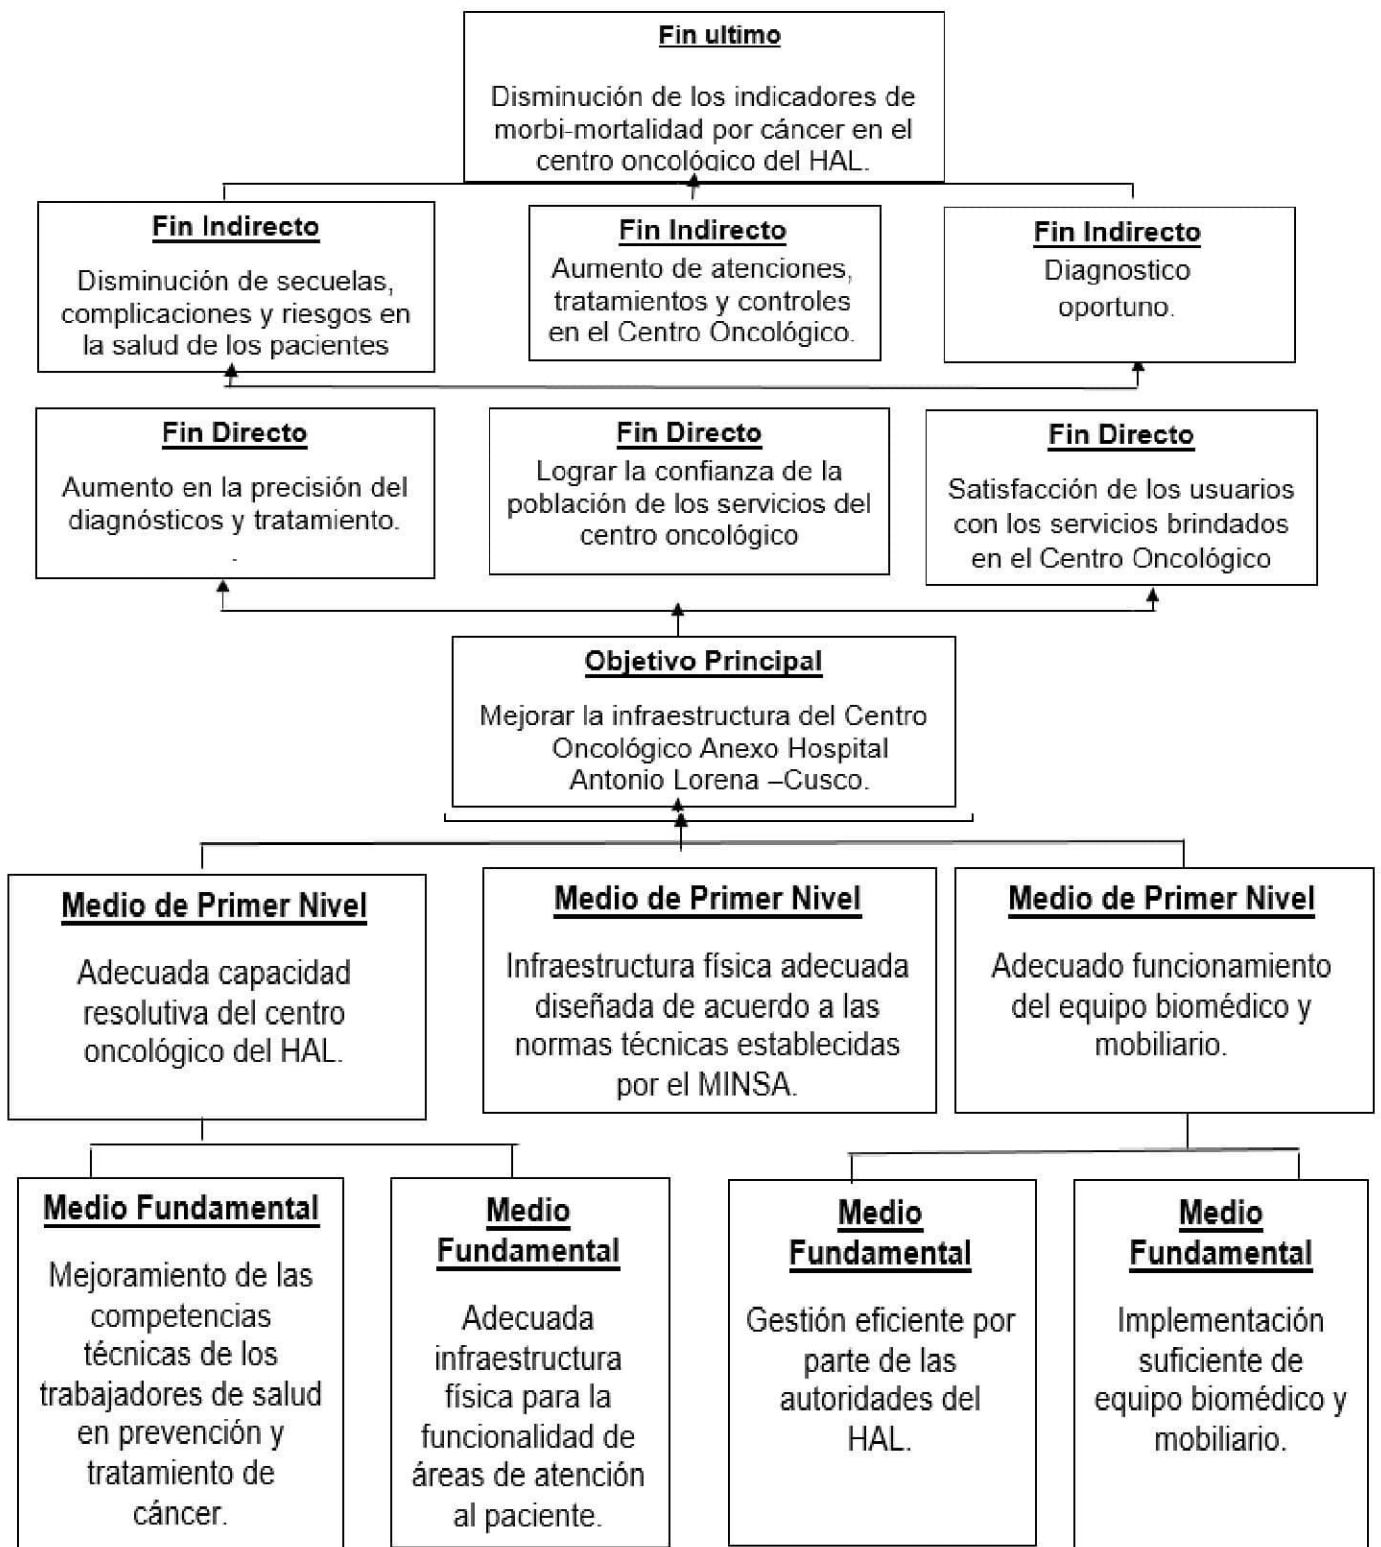 Fin ultimo
Disminución de los indicadores de
morbi-mortalidad por cáncer en el
centro oncológico del HAL.
Fin Indirecto
Disminución de secuelas,
complicaciones y riesgos en
la salud de los pacientes
Fin Indirecto
Aumento de atenciones,
tratamientos y controles
en el Centro Oncológico.
Fin Indirecto
Diagnostico
oportuno.
Fin Directo
Aumento en la precisión del
diagnósticos y tratamiento.
.
Fin Directo
Lograr la confianza de la
población de los servicios del
centro oncológico
Fin Directo
Satisfacción de los usuarios
con los servicios brindados
en el Centro Oncológico
Objetivo Principal
Mejorar la infraestructura del Centro
Oncológico Anexo Hospital
Antonio Lorena –Cusco.
Medio de Primer Nivel
Adecuada capacidad
resolutiva del centro
oncológico del HAL.
Medio de Primer Nivel
Infraestructura física adecuada
diseñada de acuerdo a las
normas técnicas establecidas
por el MINSA.
Medio de Primer Nivel
Adecuado funcionamiento
del equipo biomédico y
mobiliario.
Medio Fundamental
Mejoramiento de las
competencias
técnicas de los
trabajadores de salud
en prevención y
tratamiento de
cáncer.
Medio
Fundamental
Adecuada
infraestructura
física para la
funcionalidad de
áreas de atención
al paciente.
Medio
Fundamental
Gestión eficiente por
parte de las
autoridades del
HAL.
Medio
Fundamental
Implementación
suficiente de
equipo biomédico y
mobiliario.